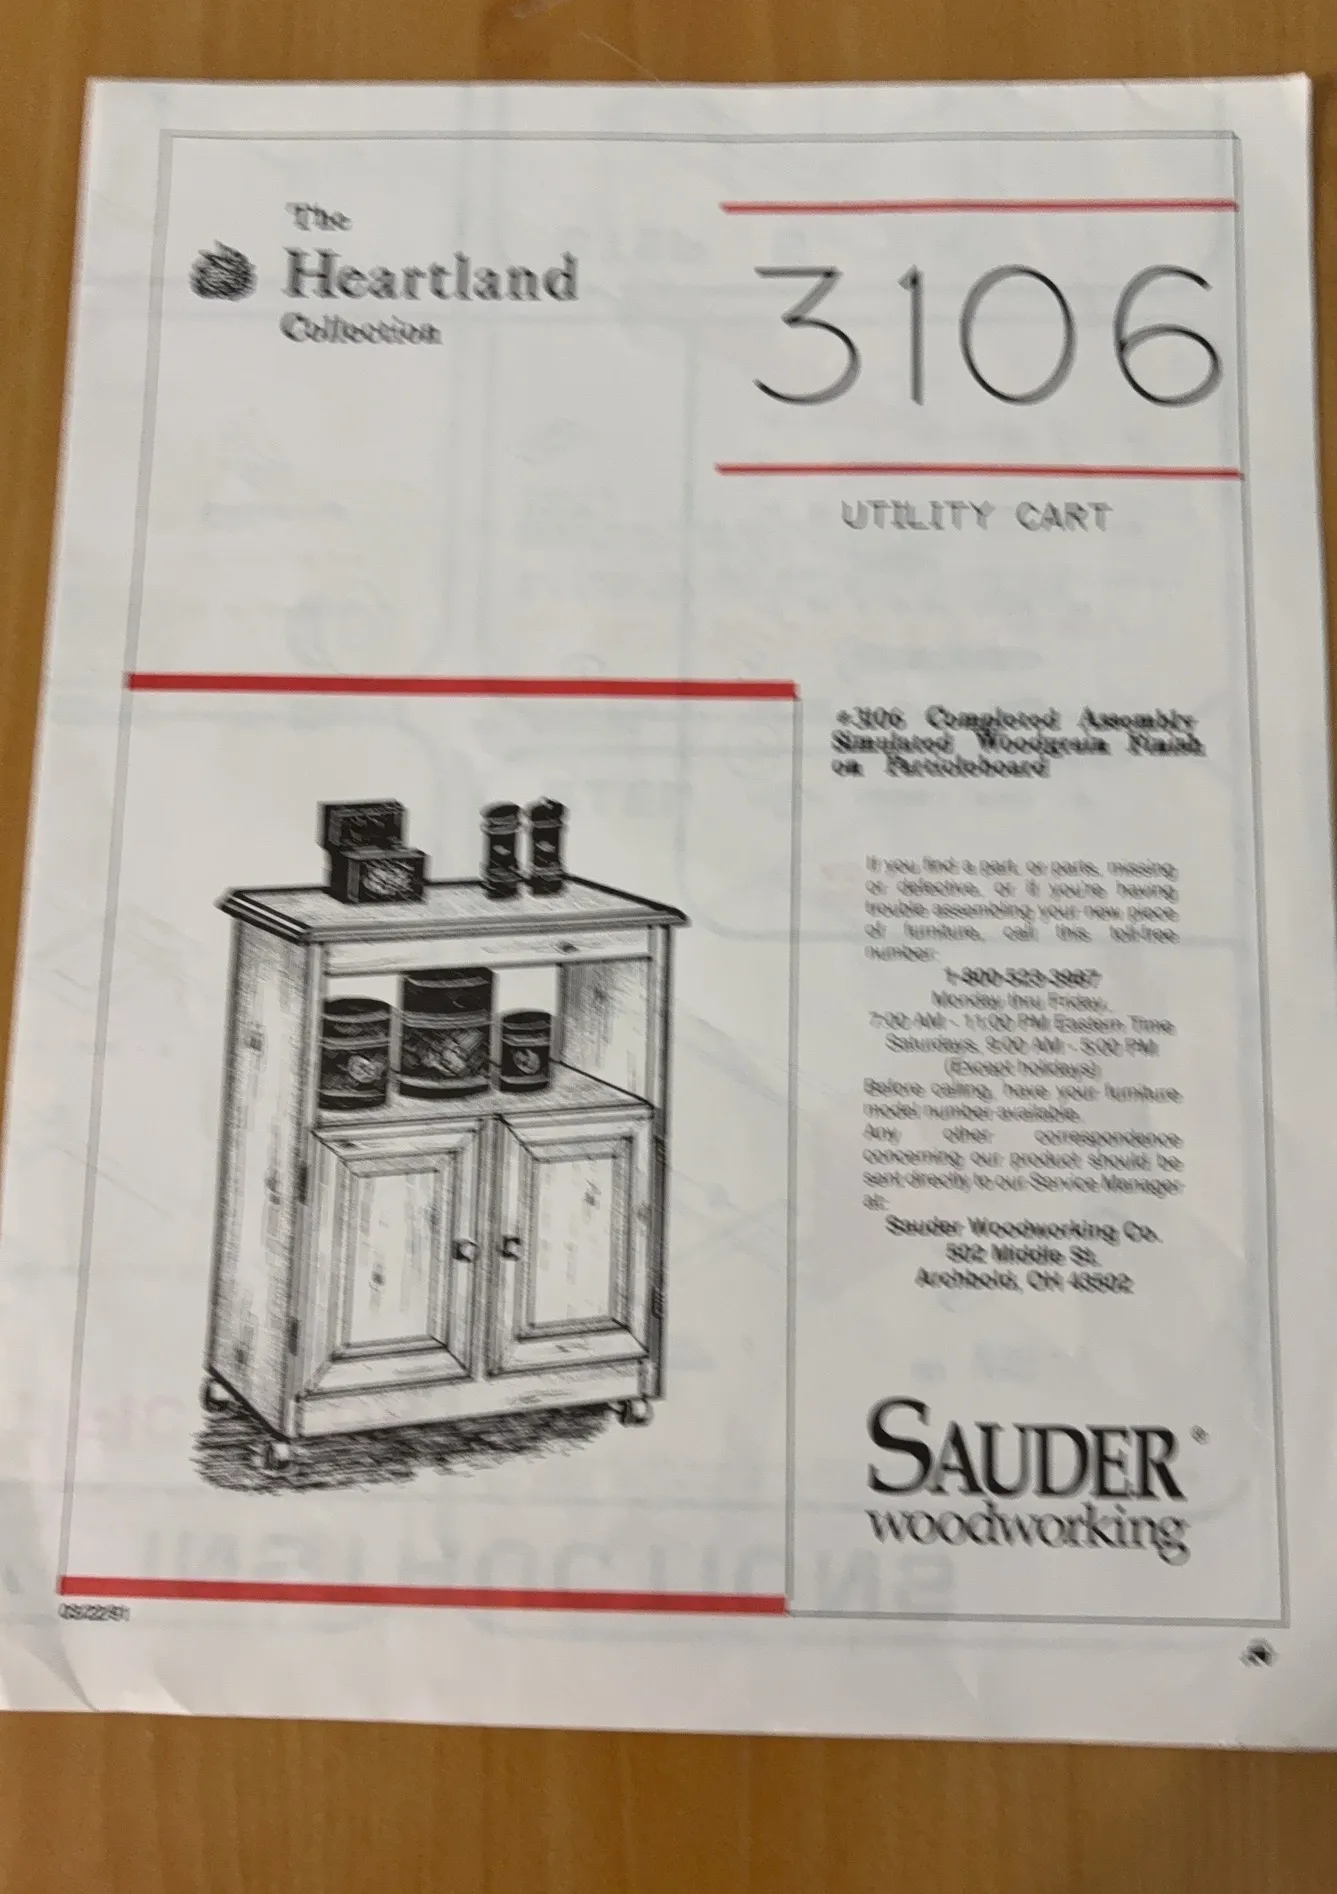 The
Heartland
Collection
3106
UTILITY CART
#3106 Completed Assembly
Simulated Woodgrain Finish
on Particleboard
If you find a part, or parts, missing
or defective, or if you're having
trouble assembling your new piece
of furniture, call this toll-free
number:
1-800-523-3987
Monday thru Friday,
7:00 AM - 11:00 PM Eastern Time
Saturdays, 9:00 AM - 5:00 PM
(Except holidays)
Before calling, have your furniture
model number available.
Any other correspondence
concerning our product should be
sent directly to our Service Manager
at:
Sauder Woodworking Co.
502 Middle St.
Archbold, OH 43502
SAUDER®
woodworking
INSTRUCTIONS